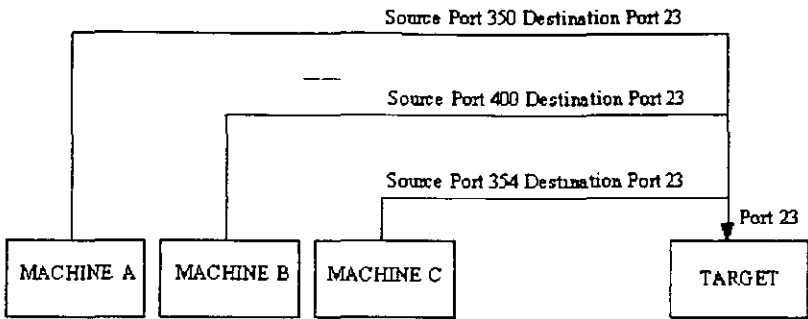 Source Port 350 Destination Port 23
Source Port 400 Destination Port 23
Source Port 354 Destination Port 23
Port 23
MACHINE A
MACHINE B
MACHINE C
TARGET